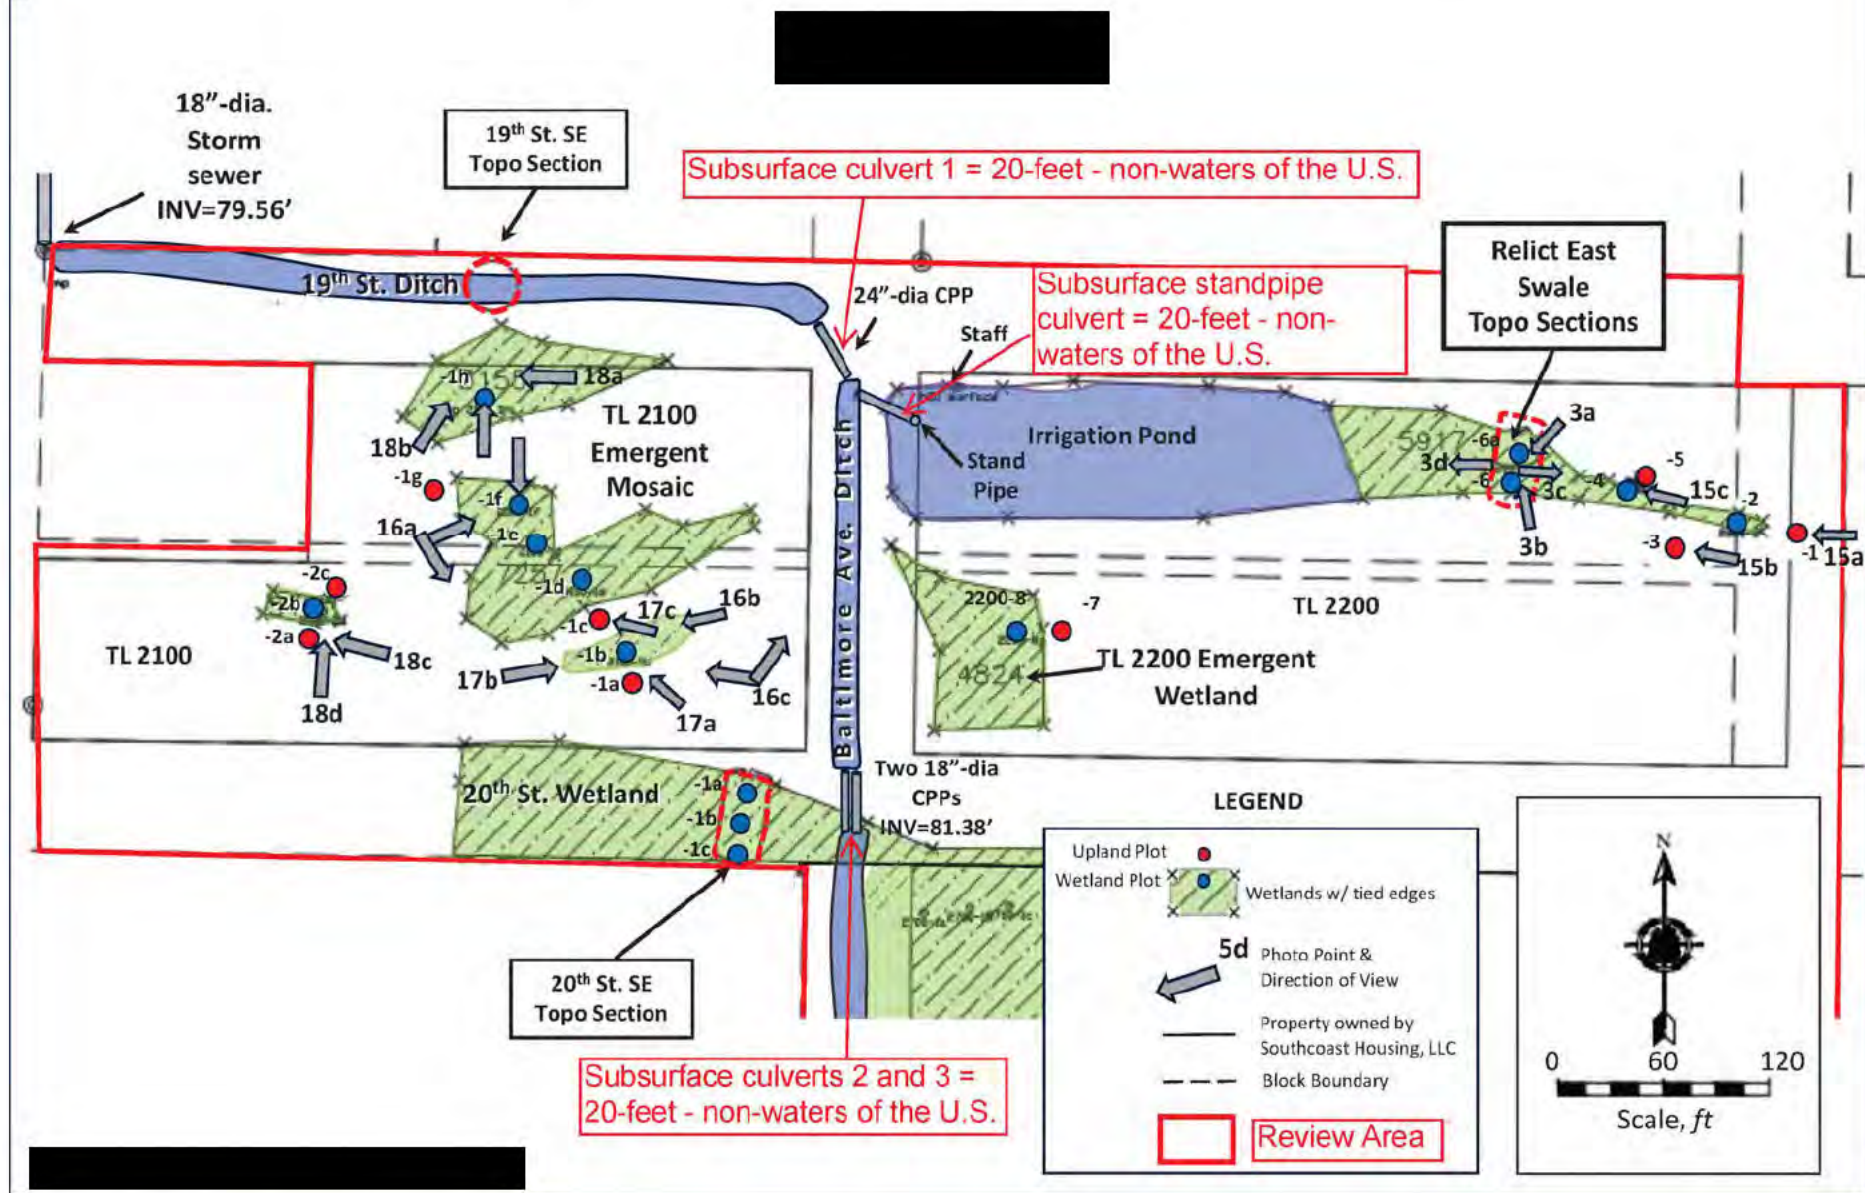 18”-dia.
Storm
sewer
INV=79.56’
19th St. SE
Topo Section
Subsurface culvert 1 = 20-feet - non-waters of the U.S.
Relict East
Swale
Topo Sections
19th St. Ditch
24”-dia CPP
Subsurface standpipe
culvert = 20-feet - non-
waters of the U.S.
Staff
-1h
18a
18b
TL 2100
Emergent
Mosaic
Irrigation Pond
Stand
Pipe
5917
-6a
3a
3d
-6
3c
-4
-5
15c
-2
3b
-3
15b
-1
15a
-1g
-1f
16a
1c
-1d
-2c
-2b
-2a
18c
18d
TL 2100
-1c
17c
16b
-1b
17b
-1a
17a
16c
Baltimore Ave. Ditch
2200-8
-7
TL 2200
4824
TL 2200 Emergent
Wetland
20th St. Wetland
-1a
-1b
-1c
Two 18”-dia
CPPs
INV=81.38’
20th St. SE
Topo Section
Subsurface culverts 2 and 3 =
20-feet - non-waters of the U.S.
LEGEND
Upland Plot
Wetland Plot
Wetlands w/ tied edges
5d
Photo Point &
Direction of View
Property owned by
Southcoast Housing, LLC
Block Boundary
Review Area
N
0 60 120
Scale, ft